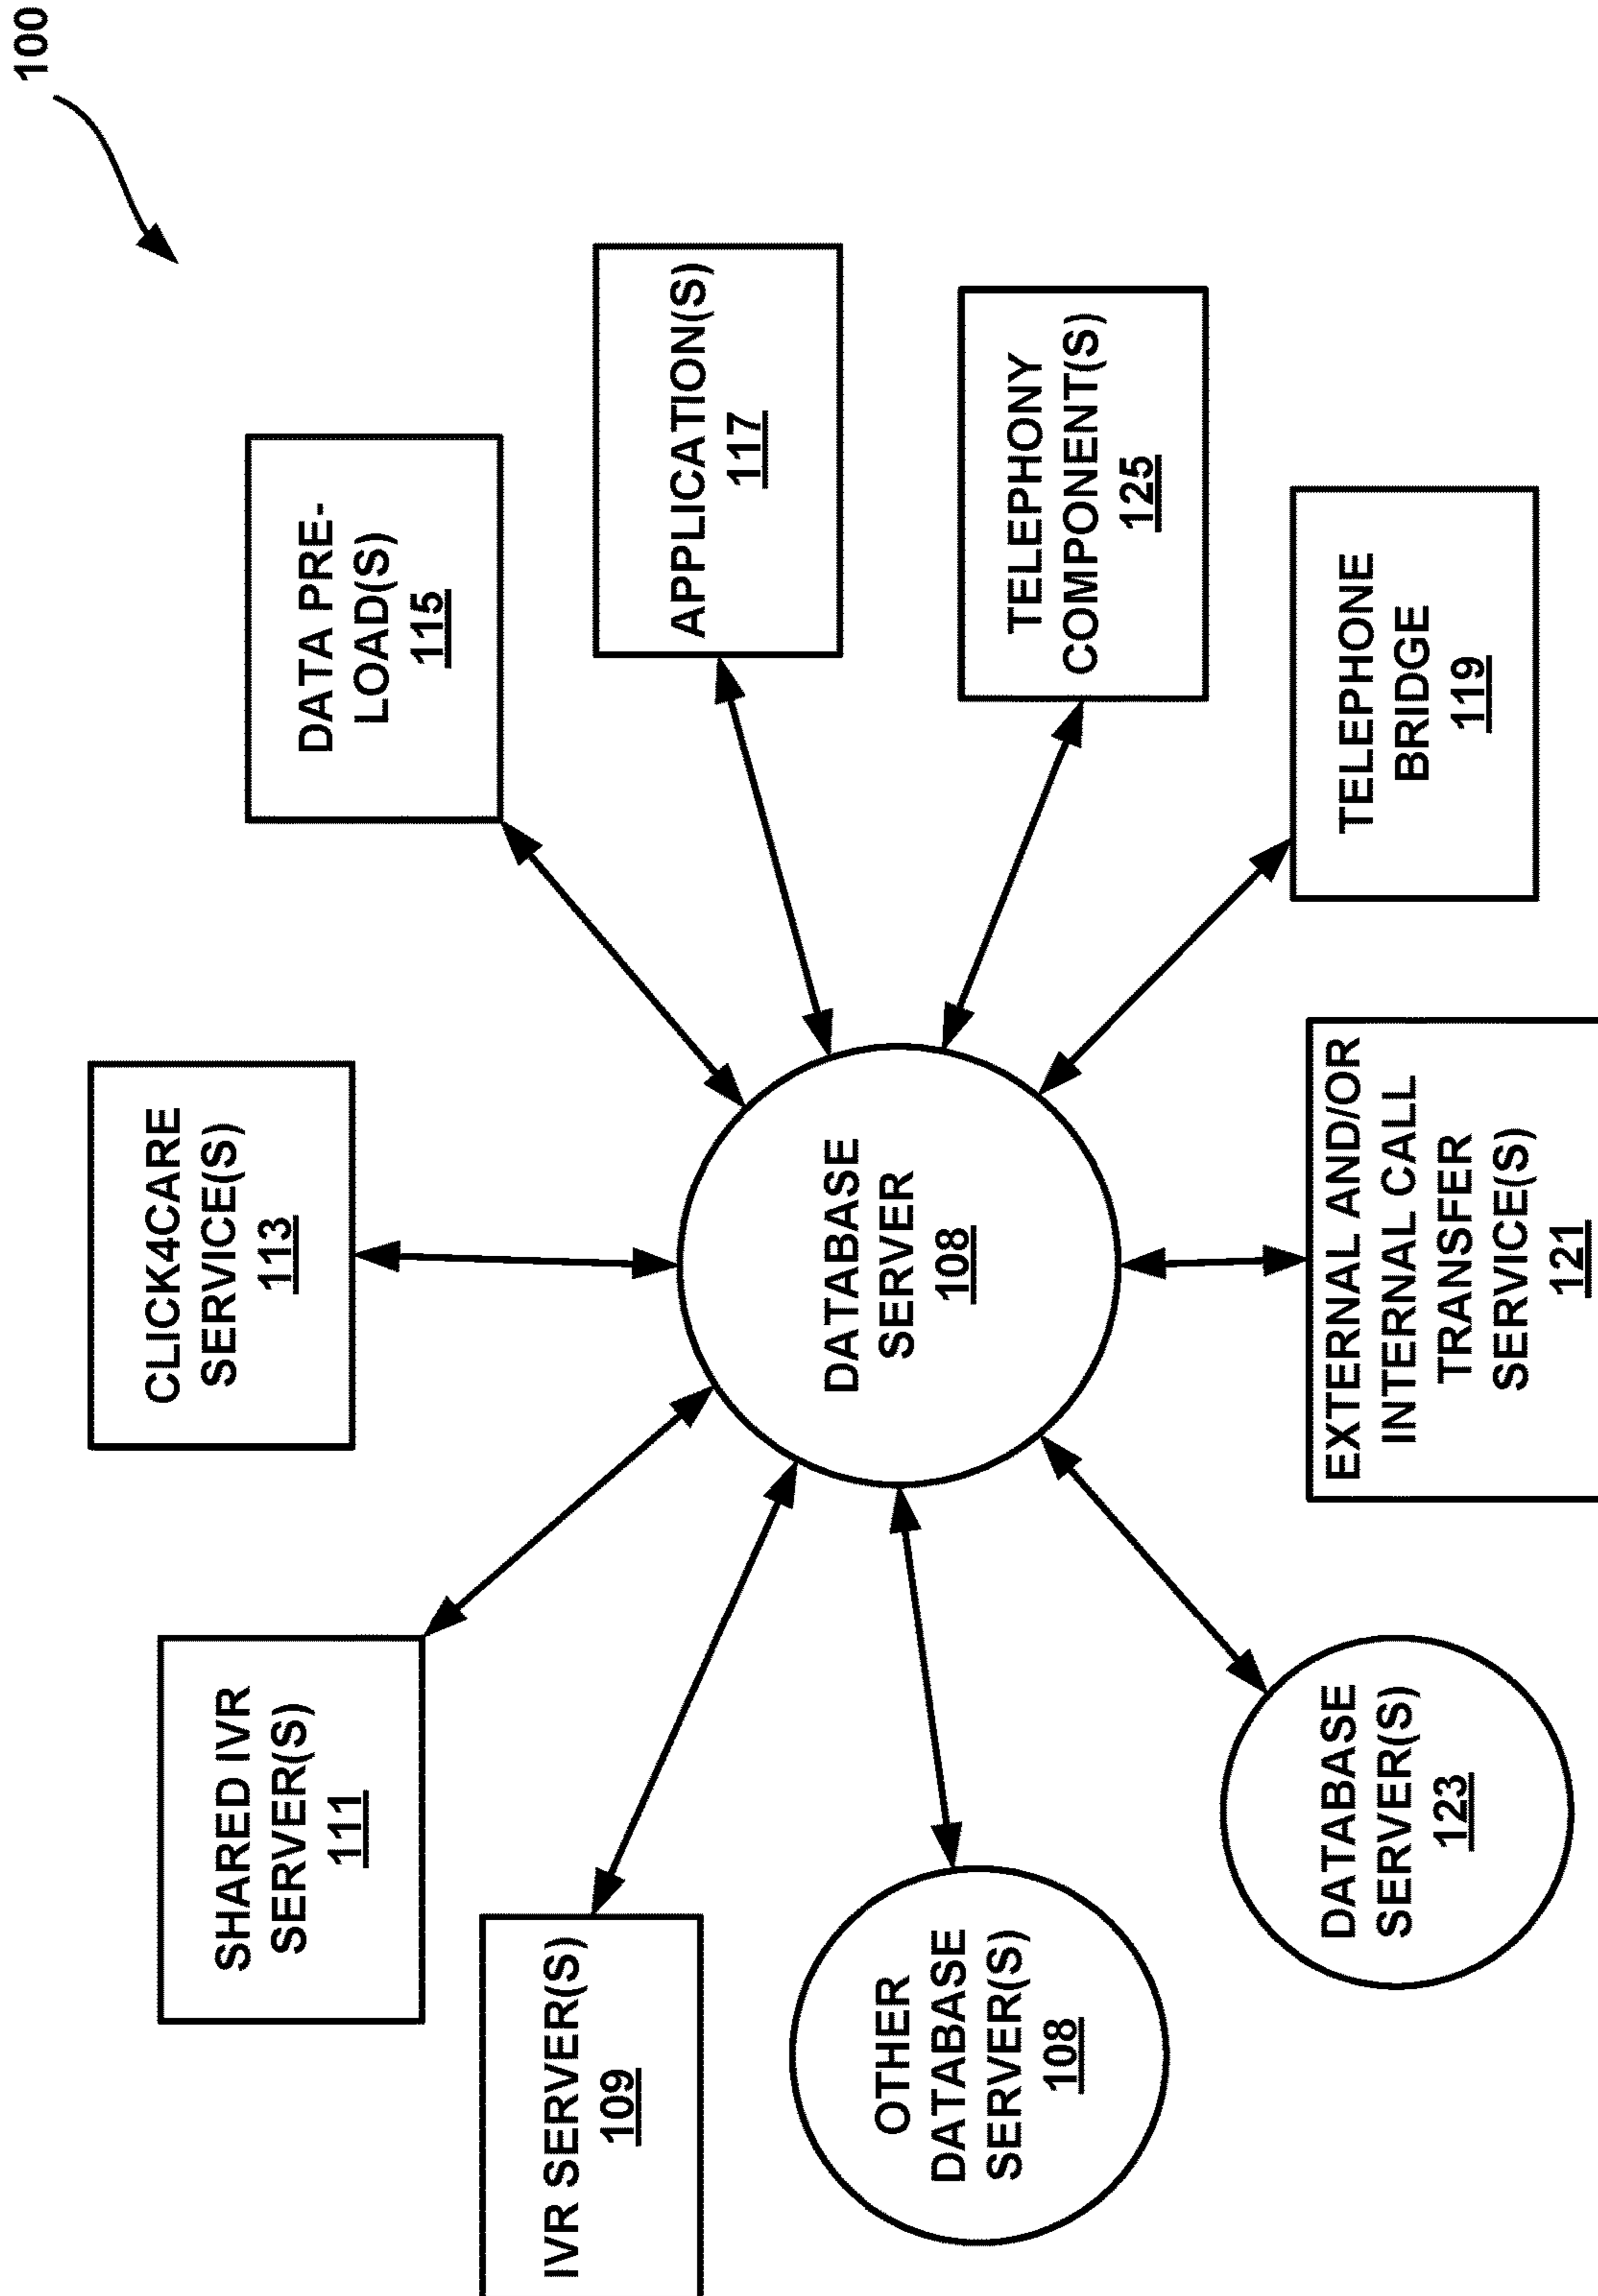 100
CLICK4CARE
SERVICE(S)
113
SHARED IVR
SERVER(S)
111
DATA PRE-
LOAD(S)
115
IVR SERVER(S)
109
APPLICATION(S)
117
DATABASE
SERVER
108
OTHER
DATABASE
SERVER(S)
108
TELEPHONY
COMPONENT(S)
125
DATABASE
SERVER(S)
123
EXTERNAL AND/OR
INTERNAL CALL
TRANSFER
SERVICE(S)
121
TELEPHONE
BRIDGE
119